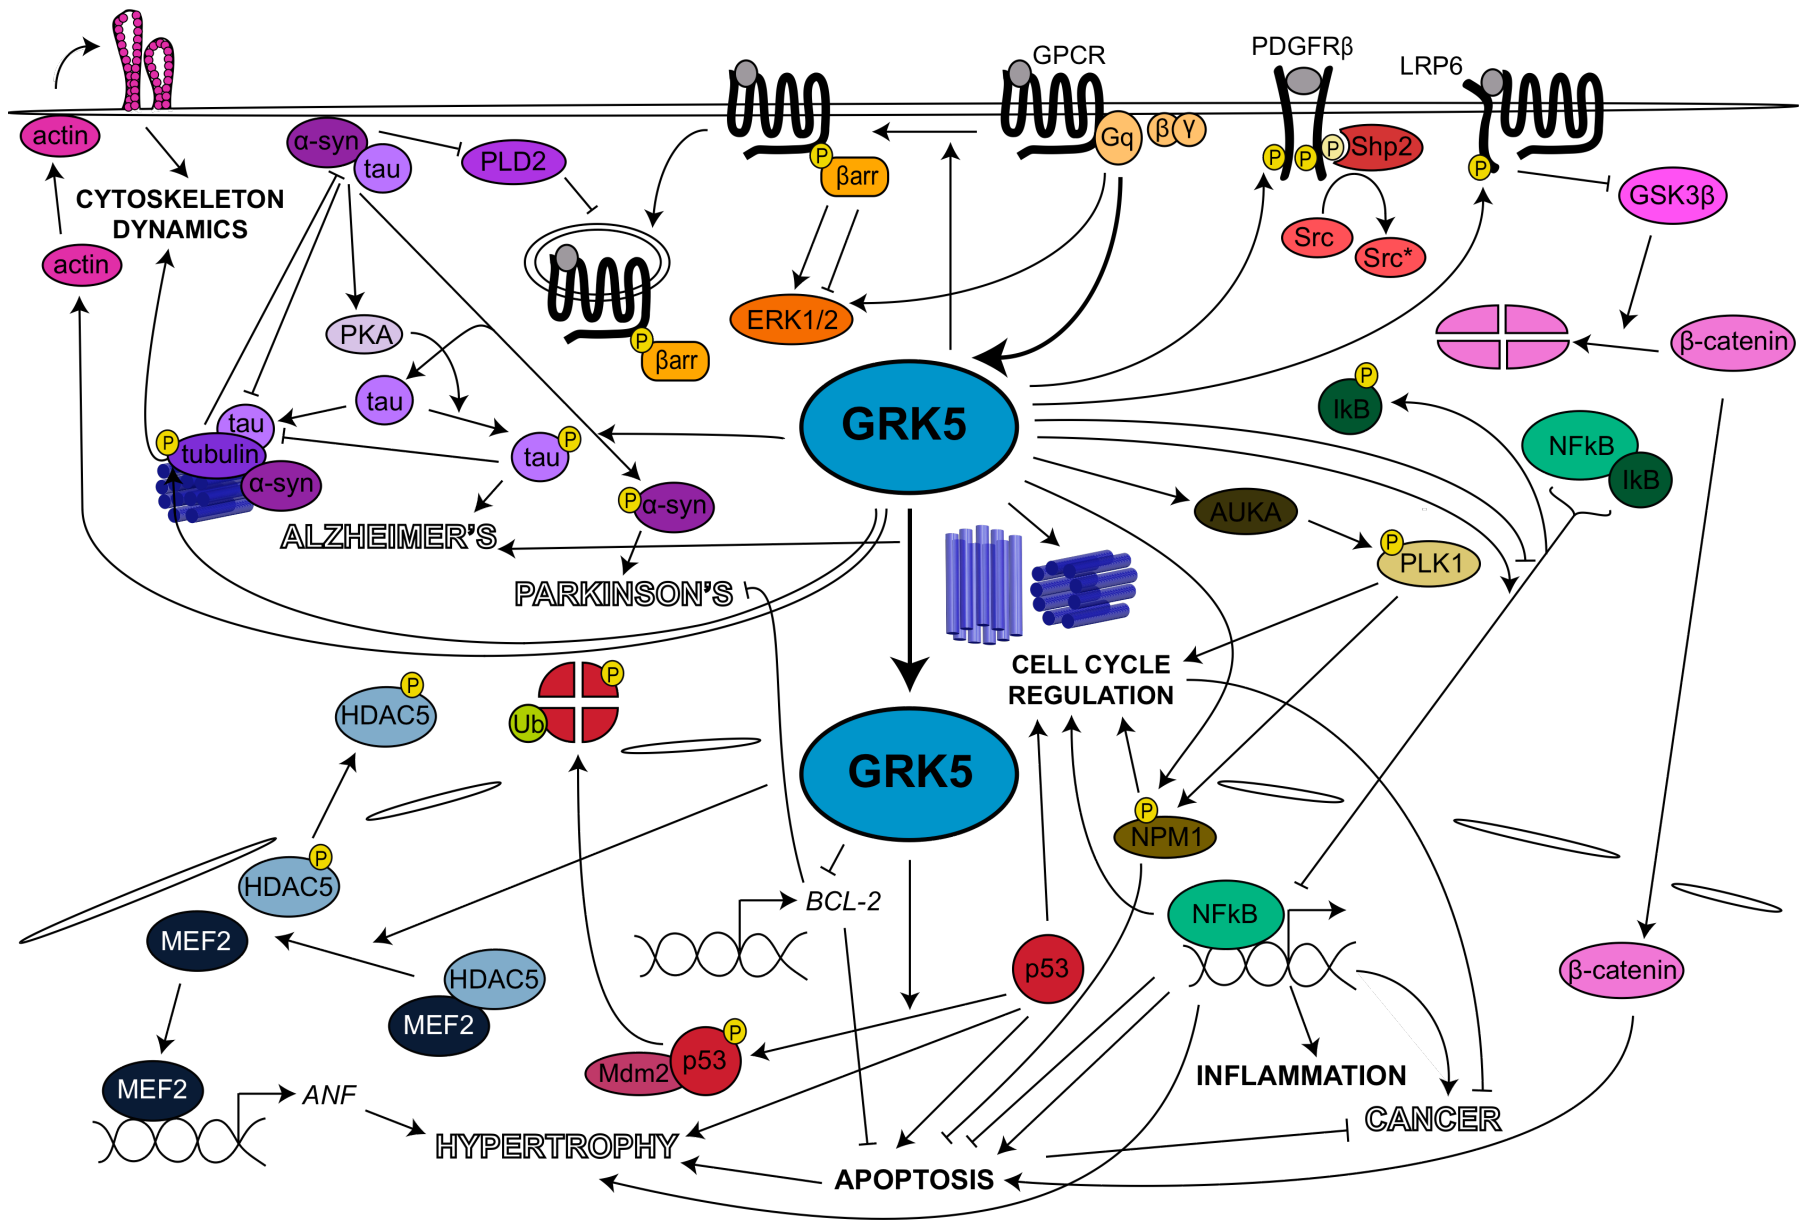 GPCR
PDGFRβ
LRP6
actin
α-syn
tau
PLD2
P
βarr
Gq
β
γ
P
P
P
Shp2
P
GSK3β
CYTOSKELETON
DYNAMICS
actin
Src
Src*
PKA
ERK1/2
P
βarr
β-catenin
tau
tau
P
tubulin
α-syn
tau
P
P
α-syn
GRK5
P
IkB
NFkB
IkB
AUKA
P
PLK1
ALZHEIMER'S
PARKINSON'S
CELL CYCLE
REGULATION
P
HDAC5
P
Ub
GRK5
P
HDAC5
P
NPM1
MEF2
BCL-2
NFkB
HDAC5
MEF2
p53
β-catenin
P
p53
Mdm2
MEF2
ANF
INFLAMMATION
CANCER
HYPERTROPHY
APOPTOSIS